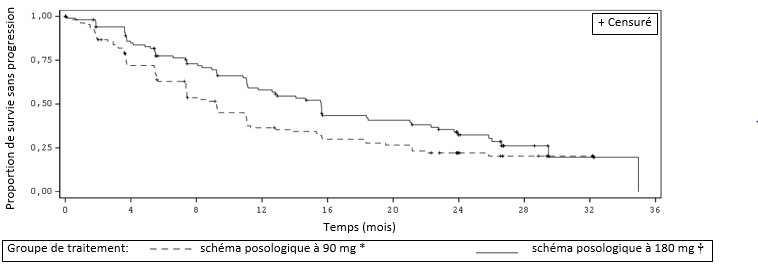 Proportion de survie sans progression
1,00
0,75
0,50
0,25
0,00
+ Censuré
0 4 8 12 16 20 24 28 32 36
Temps (mois)
Groupe de traitement: schéma posologique à 90 mg * schéma posologique à 180 mg ☨